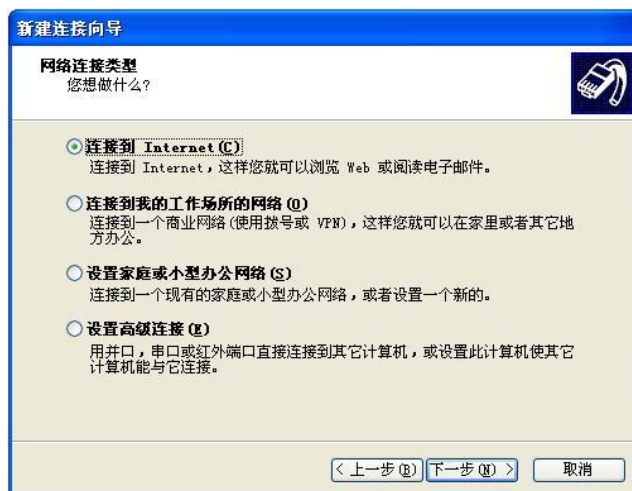 新建连接向导
网络连接类型
您想做什么?
连接到 Internet(C)
连接到 Internet,这样您就可以浏览 Web 或阅读电子邮件。
连接到我的工作场所的网络(O)
连接到一个商业网络(使用拨号或 VPN),这样您就可以在家里或者其它地
方办公。
设置家庭或小型办公网络(S)
连接到一个现有的家庭或小型办公网络,或者设置一个新的。
设置高级连接(E)
用并口,串口或红外端口直接连接到其它计算机,或设置此计算机使其它
计算机能与它连接。
< 上一步(B) 下一步(N) > 取消